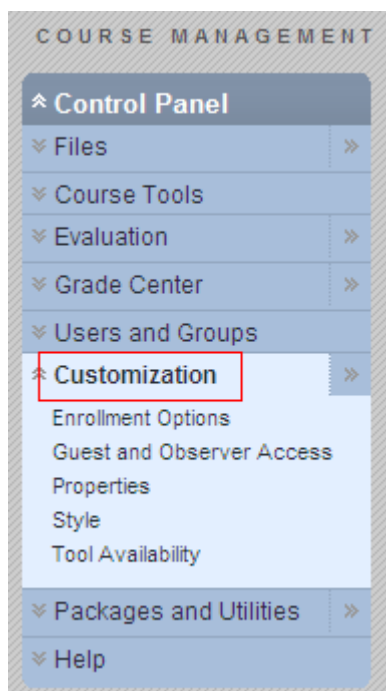 COURSE MANAGEMENT
Control Panel
Files
Course Tools
Evaluation
Grade Center
Users and Groups
Customization
Enrollment Options
Guest and Observer Access
Properties
Style
Tool Availability
Packages and Utilities
Help